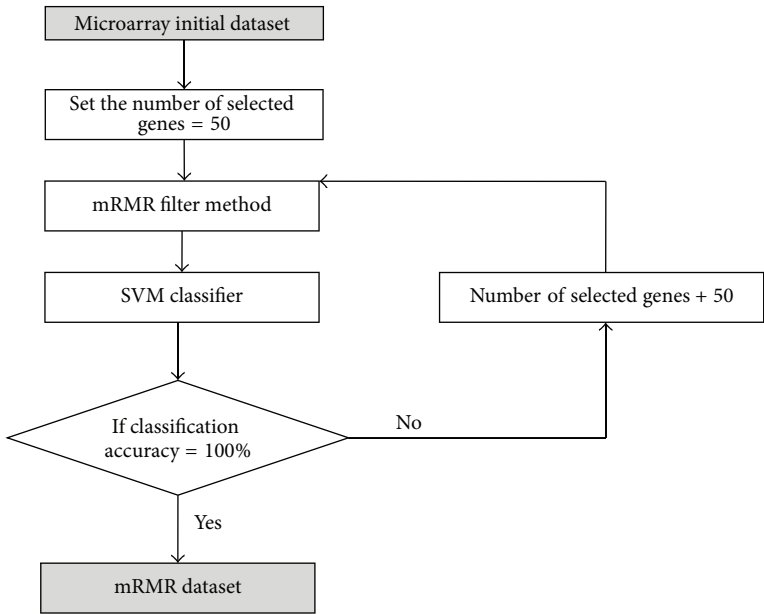 Microarray initial dataset
Set the number of selected
genes = 50
mRMR filter method
SVM classifier
Number of selected genes + 50
If classification
accuracy = 100%
No
Yes
mRMR dataset